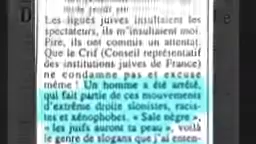 Les ligues juives insultaient les
spectateurs, ils m'insultaient moi.
Pire, ils ont commis un attentat.
Que le Crif (Conseil représentatif
des institutions juives de France)
ne condamne pas et excuse
même ! Un homme a été arrêté,
qui fait partie de ces mouvements
d'extrême droite sionistes, racis-
tes et xénophobes. « Sale nègre »,
« les juifs auront ta peau », voilà
le genre de slogans que j'ai enten-